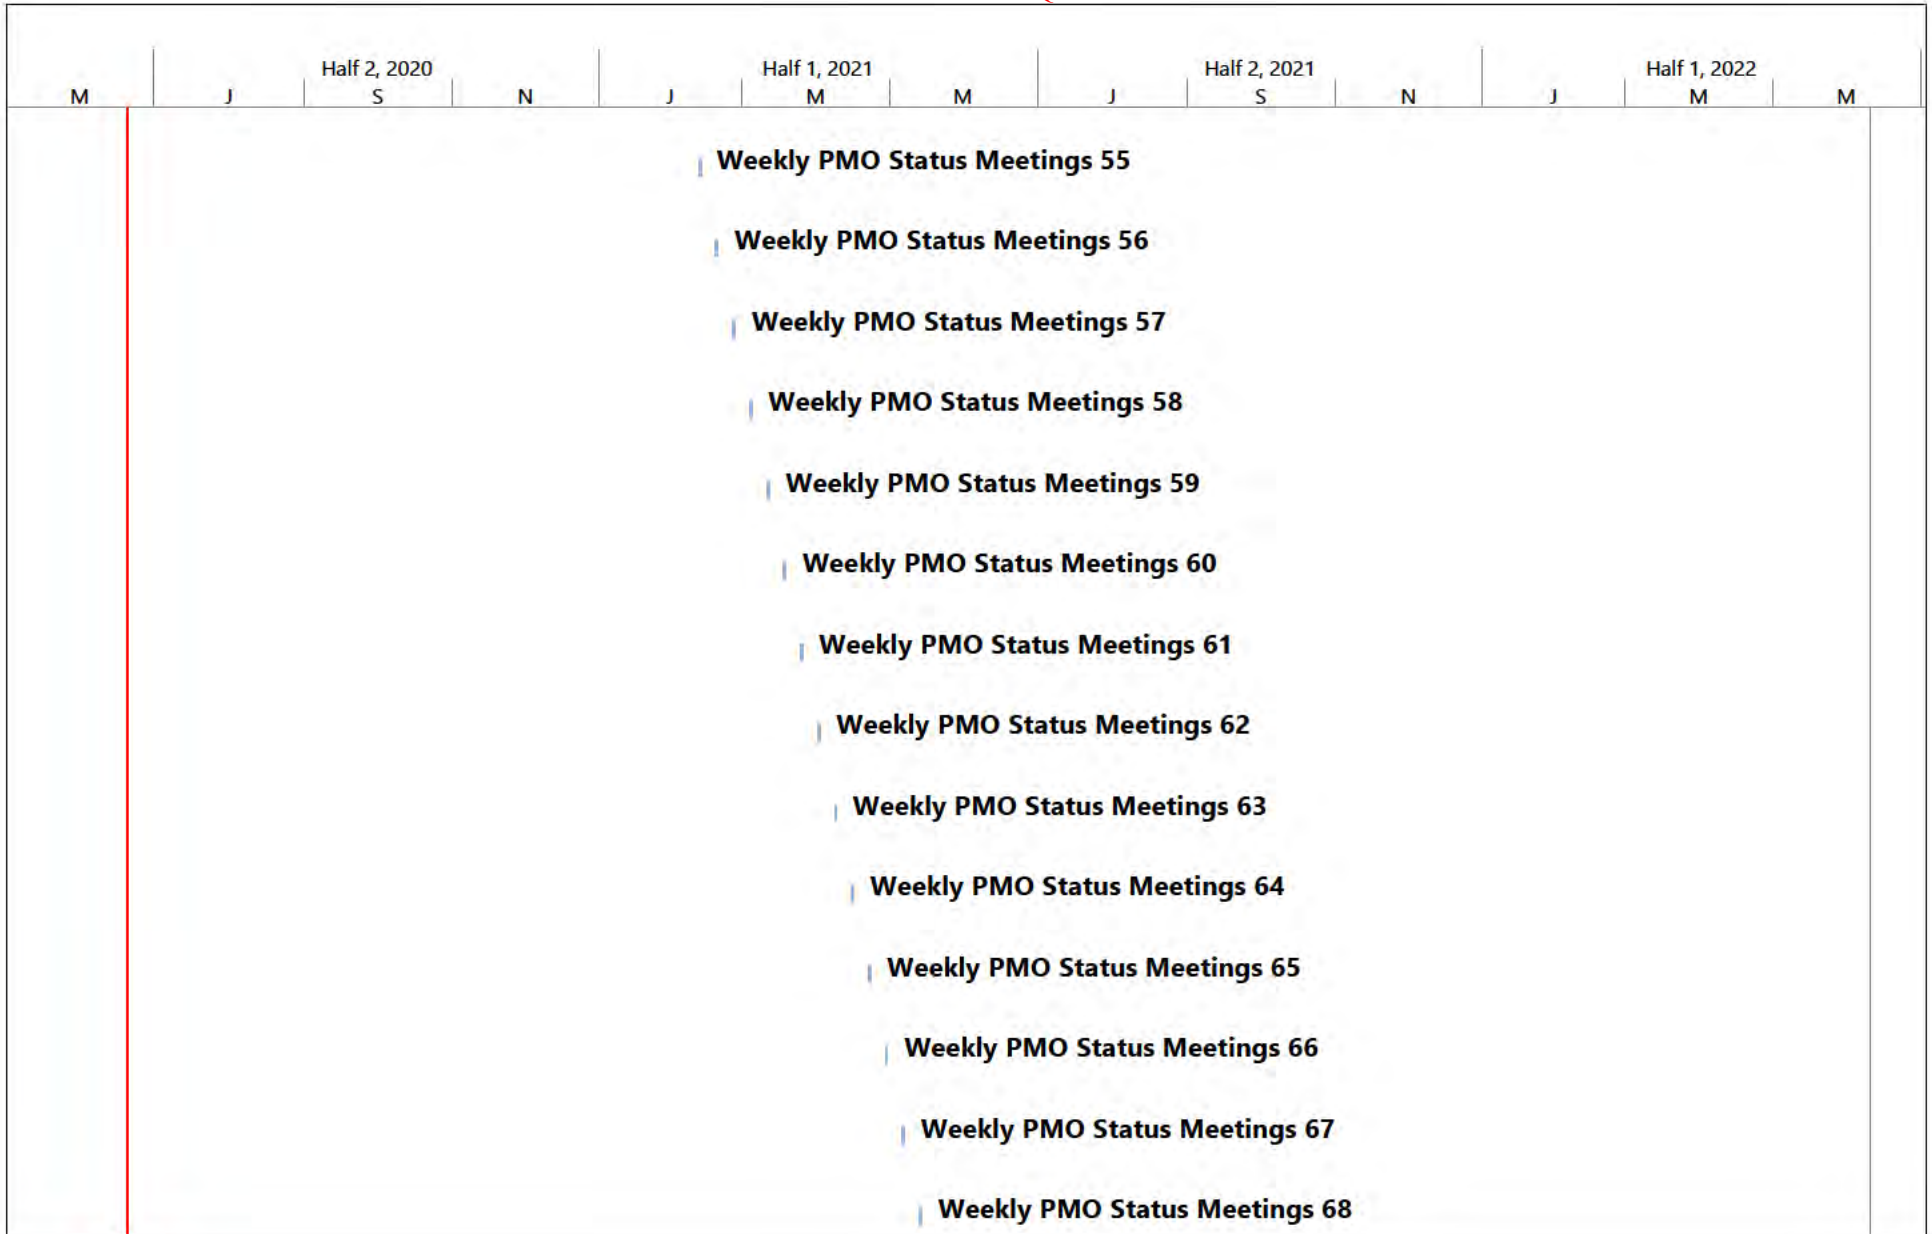 Half 2, 2020 Half 1, 2021 Half 2, 2021 Half 1, 2022
M J S N J M M J S N J M M
Weekly PMO Status Meetings 55
Weekly PMO Status Meetings 56
Weekly PMO Status Meetings 57
Weekly PMO Status Meetings 58
Weekly PMO Status Meetings 59
Weekly PMO Status Meetings 60
Weekly PMO Status Meetings 61
Weekly PMO Status Meetings 62
Weekly PMO Status Meetings 63
Weekly PMO Status Meetings 64
Weekly PMO Status Meetings 65
Weekly PMO Status Meetings 66
Weekly PMO Status Meetings 67
Weekly PMO Status Meetings 68